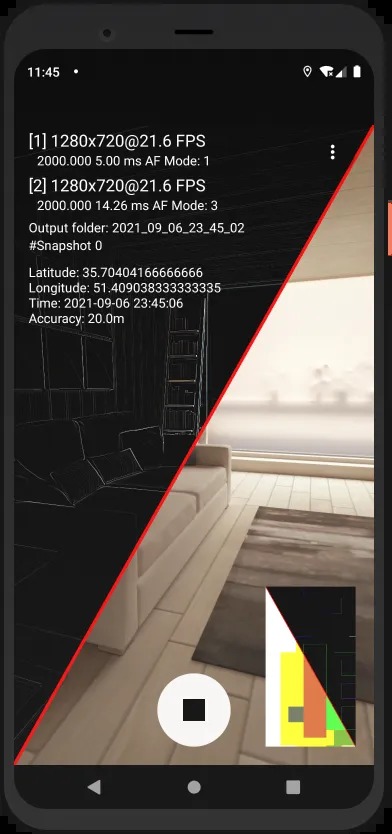 11:45
[1] 1280x720@21.6 FPS
2000.000 5.00 ms AF Mode: 1
[2] 1280x720@21.6 FPS
2000.000 14.26 ms AF Mode: 3
Output folder: 2021_09_06_23_45_02
#Snapshot 0
Latitude: 35.70404166666666
Longitude: 51.409038333333335
Time: 2021-09-06 23:45:06
Accuracy: 20.0m